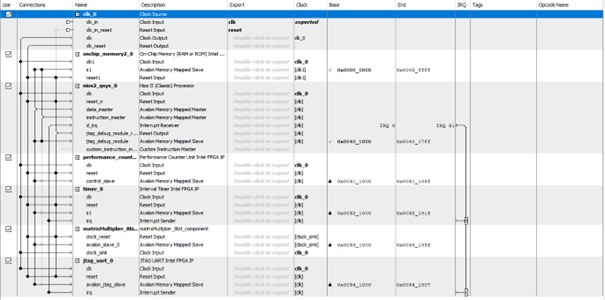 Use Connections Name Description Export Clock Base End IRQ Tags Opcode Name
clk_0 Clock Source
clk_in Clock Input clk exported
clk_in_reset Reset Input reset
clk Clock Output Double-click to export clk_0
clk_reset Reset Output Double-click to export
onchip_memory2_0 On-Chip Memory (RAM or ROM) Intel ...
clk1 Clock Input Double-click to export clk_0
s1 Avalon Memory Mapped Slave Double-click to export [clk1]
reset1 Reset Input Double-click to export [clk1]
nios2_qsys_0 Nios II (Classic) Processor
clk Clock Input Double-click to export clk_0
reset_n Reset Input Double-click to export [clk]
data_master Avalon Memory Mapped Master Double-click to export [clk]
instruction_master Avalon Memory Mapped Master Double-click to export [clk]
d_irq Interrupt Receiver Double-click to export [clk] IRQ 0 IRQ 31
jtag_debug_module_r... Reset Output Double-click to export [clk]
jtag_debug_module Avalon Memory Mapped Slave Double-click to export [clk]
custom_instruction_m... Custom Instruction Master Double-click to export
performance_count... Performance Counter Unit Intel FPGA IP
clk Clock Input Double-click to export clk_0
reset Reset Input Double-click to export [clk]
control_slave Avalon Memory Mapped Slave Double-click to export [clk]
timer_0 Interval Timer Intel FPGA IP
clk Clock Input Double-click to export clk_0
reset Reset Input Double-click to export [clk]
s1 Avalon Memory Mapped Slave Double-click to export [clk]
irq Interrupt Sender Double-click to export [clk]
matrixMultiplier_8bi... matrixMultiplier_8bit_component
clock_reset Reset Input Double-click to export [clock_sink]
avalon_slave_0 Avalon Memory Mapped Slave Double-click to export [clock_sink]
clock_sink Clock Input Double-click to export clk_0
jtag_uart_0 JTAG UART Intel FPGA IP
clk Clock Input Double-click to export clk_0
reset Reset Input Double-click to export [clk]
avalon_jtag_slave Avalon Memory Mapped Slave Double-click to export [clk]
irq Interrupt Sender Double-click to export [clk]